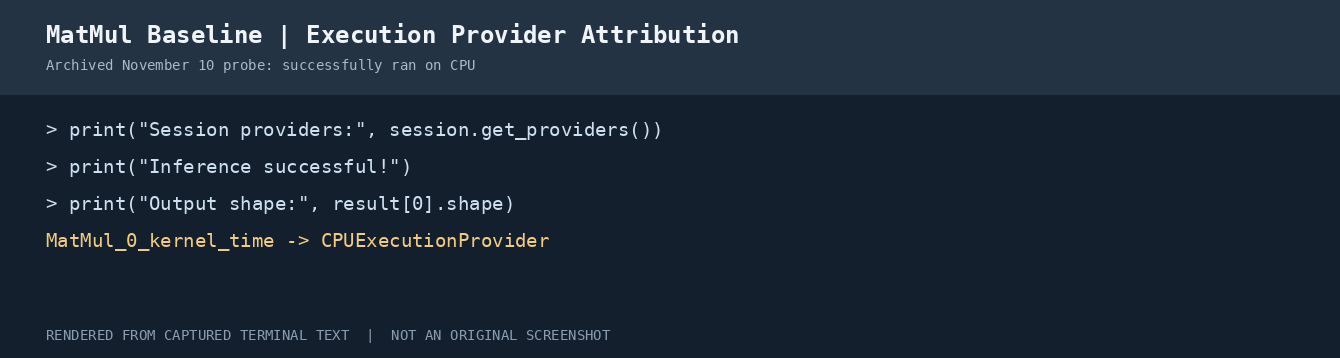 MatMul Baseline | Execution Provider Attribution
Archived November 10 probe: successfully ran on CPU
> print("Session providers:", session.get_providers())
> print("Inference successful!")
> print("Output shape:", result[0].shape)
MatMul_0_kernel_time -> CPUExecutionProvider
RENDERED FROM CAPTURED TERMINAL TEXT | NOT AN ORIGINAL SCREENSHOT